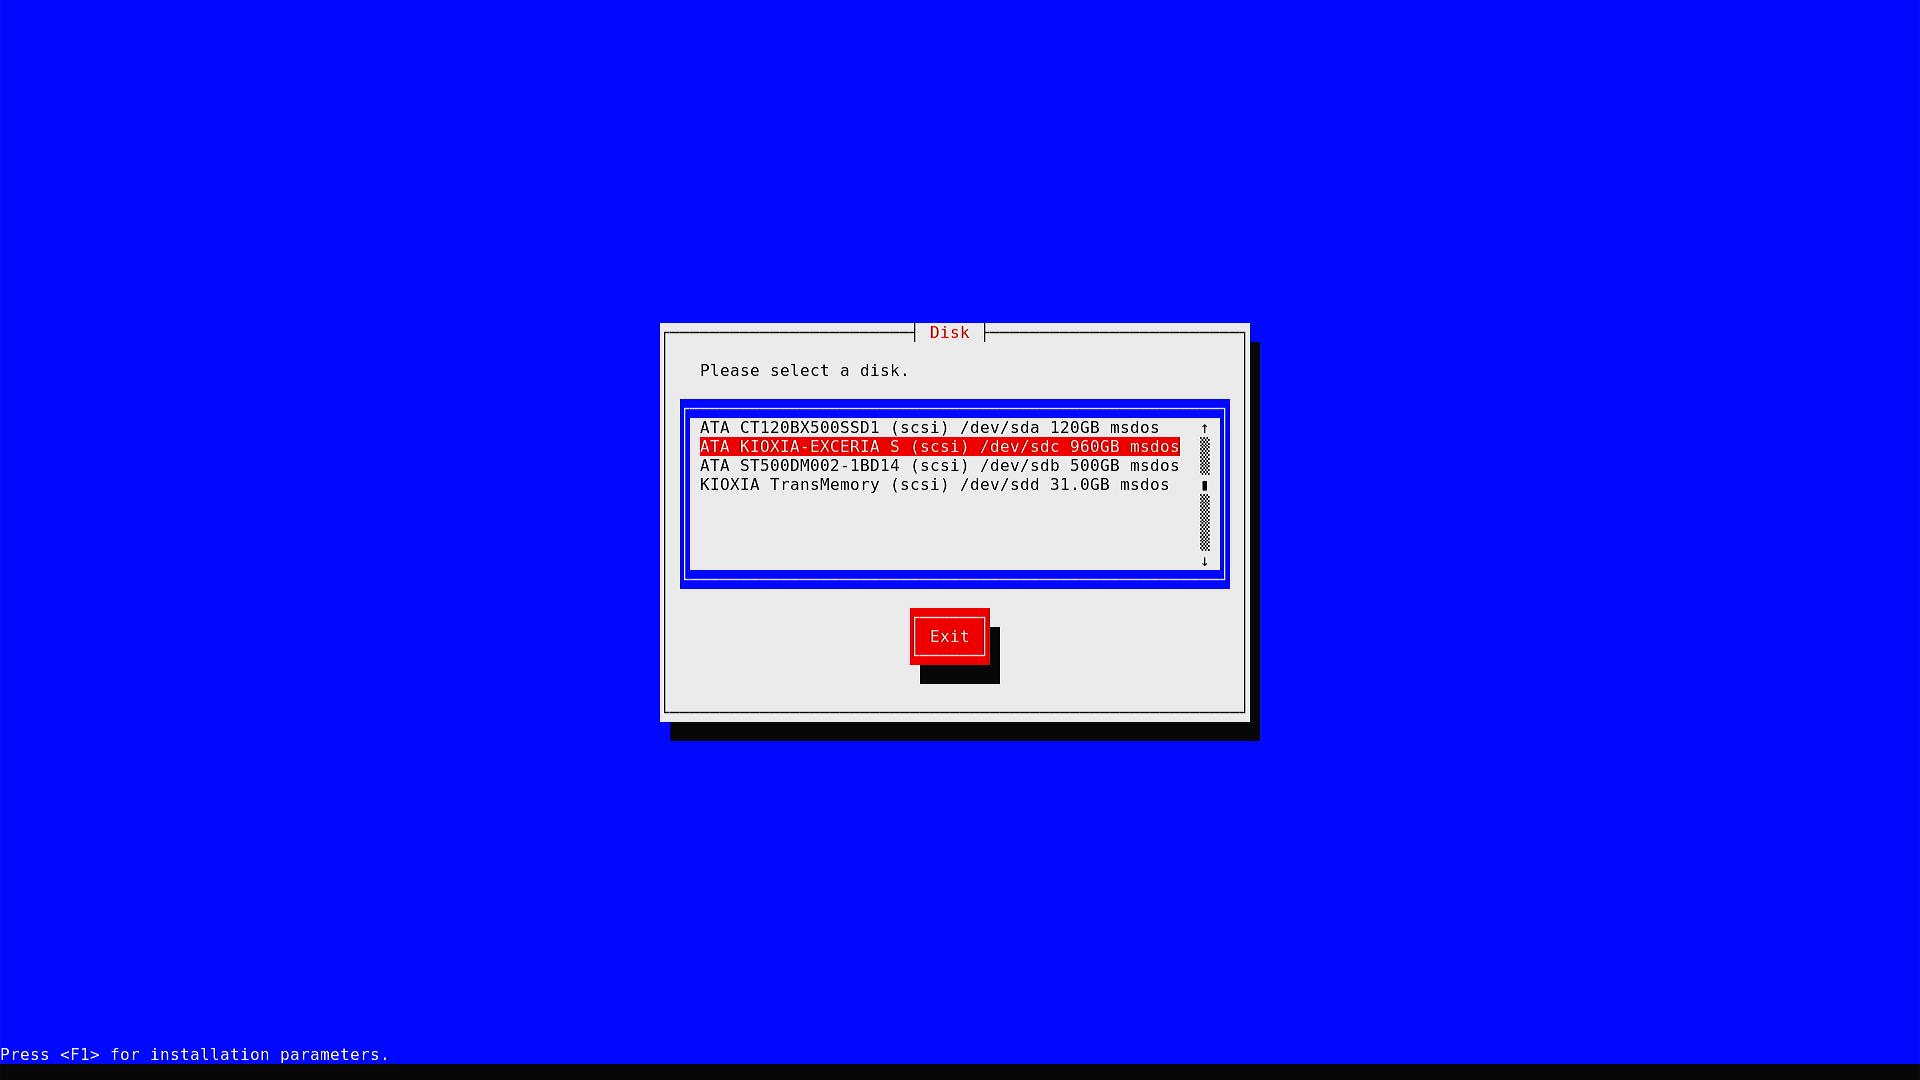 Disk
Please select a disk.
ATA CT120BX500SSD1 (scsi) /dev/sda 120GB msdos ↑
ATA KIOXIA-EXCERIA S (scsi) /dev/sdc 960GB msdos
ATA ST500DM002-1BD14 (scsi) /dev/sdb 500GB msdos
KIOXIA TransMemory (scsi) /dev/sdd 31.0GB msdos
↓
Exit
Press <F1> for installation parameters.